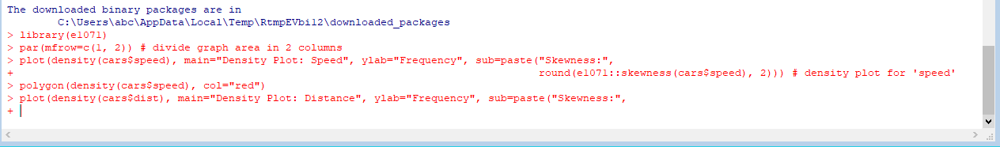 The downloaded binary packages are in
C:\Users\abc\AppData\Local\Temp\RtmpEVbi12\downloaded_packages
> library(e1071)
> par(mfrow=c(1, 2)) # divide graph area in 2 columns
> plot(density(cars$speed), main="Density Plot: Speed", ylab="Frequency", sub=paste("Skewness:",
+ round(e1071::skewness(cars$speed), 2))) # density plot for 'speed'
> polygon(density(cars$speed), col="red")
> plot(density(cars$dist), main="Density Plot: Distance", ylab="Frequency", sub=paste("Skewness:",
+